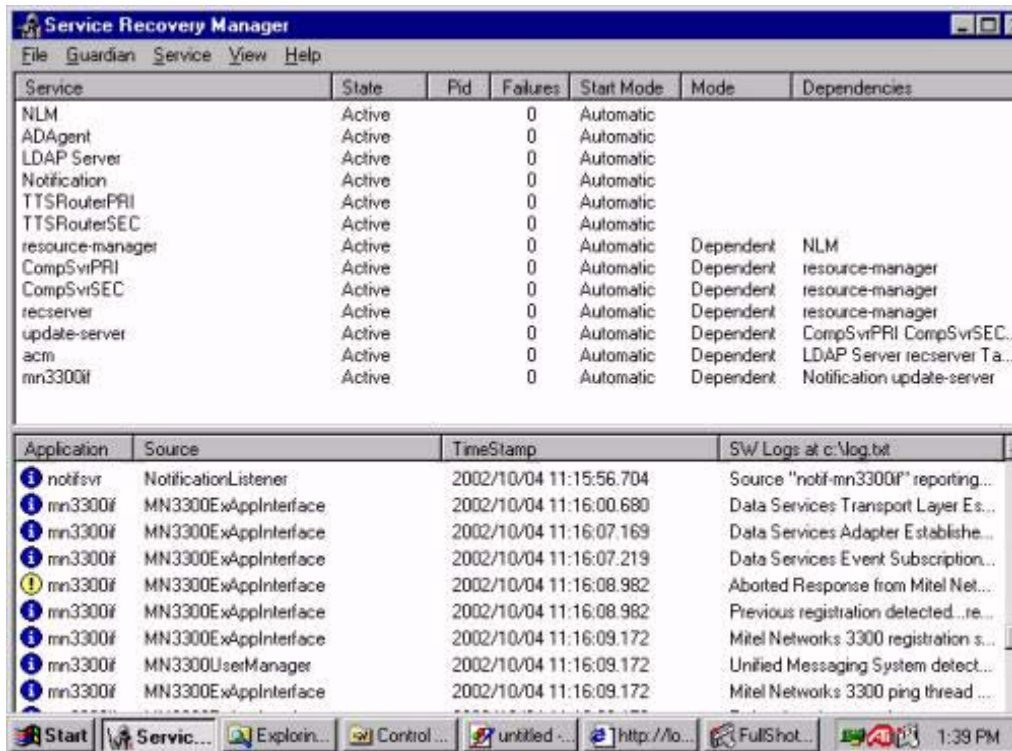 Service Recovery Manager
File Guardian Service View Help
Service State Pid Failures Start Mode Mode Dependencies
NLM Active 0 Automatic
ADAgent Active 0 Automatic
LDAP Server Active 0 Automatic
Notification Active 0 Automatic
TTSRouterPRI Active 0 Automatic
TTSRouterSEC Active 0 Automatic
resource-manager Active 0 Automatic Dependent NLM
CompSvrPRI Active 0 Automatic Dependent resource-manager
CompSvrSEC Active 0 Automatic Dependent resource-manager
recserver Active 0 Automatic Dependent resource-manager
update-server Active 0 Automatic Dependent CompSvrPRI CompSvrSEC...
acm Active 0 Automatic Dependent LDAP Server recserver Ta...
mn3300if Active 0 Automatic Dependent Notification update-server
Application Source TimeStamp SW Logs at c:\log.txt
notifsvr NotificationListener 2002/10/04 11:15:56.704 Source "notif-mn3300if" reporting...
mn3300if MN3300ExAppInterface 2002/10/04 11:16:00.680 Data Services Transport Layer Es...
mn3300if MN3300ExAppInterface 2002/10/04 11:16:07.169 Data Services Adapter Establishe...
mn3300if MN3300ExAppInterface 2002/10/04 11:16:07.219 Data Services Event Subscription...
mn3300if MN3300ExAppInterface 2002/10/04 11:16:08.982 Aborted Response from Mitel Net...
mn3300if MN3300ExAppInterface 2002/10/04 11:16:08.982 Previous registration detected...re...
mn3300if MN3300ExAppInterface 2002/10/04 11:16:09.172 Mitel Networks 3300 registration s...
mn3300if MN3300UserManager 2002/10/04 11:16:09.172 Unified Messaging System detect...
mn3300if MN3300ExAppInterface 2002/10/04 11:16:09.172 Mitel Networks 3300 ping thread ...
Start Servic... Explorin... Control ... untitled -... http://lo... FullShot... 1:39 PM